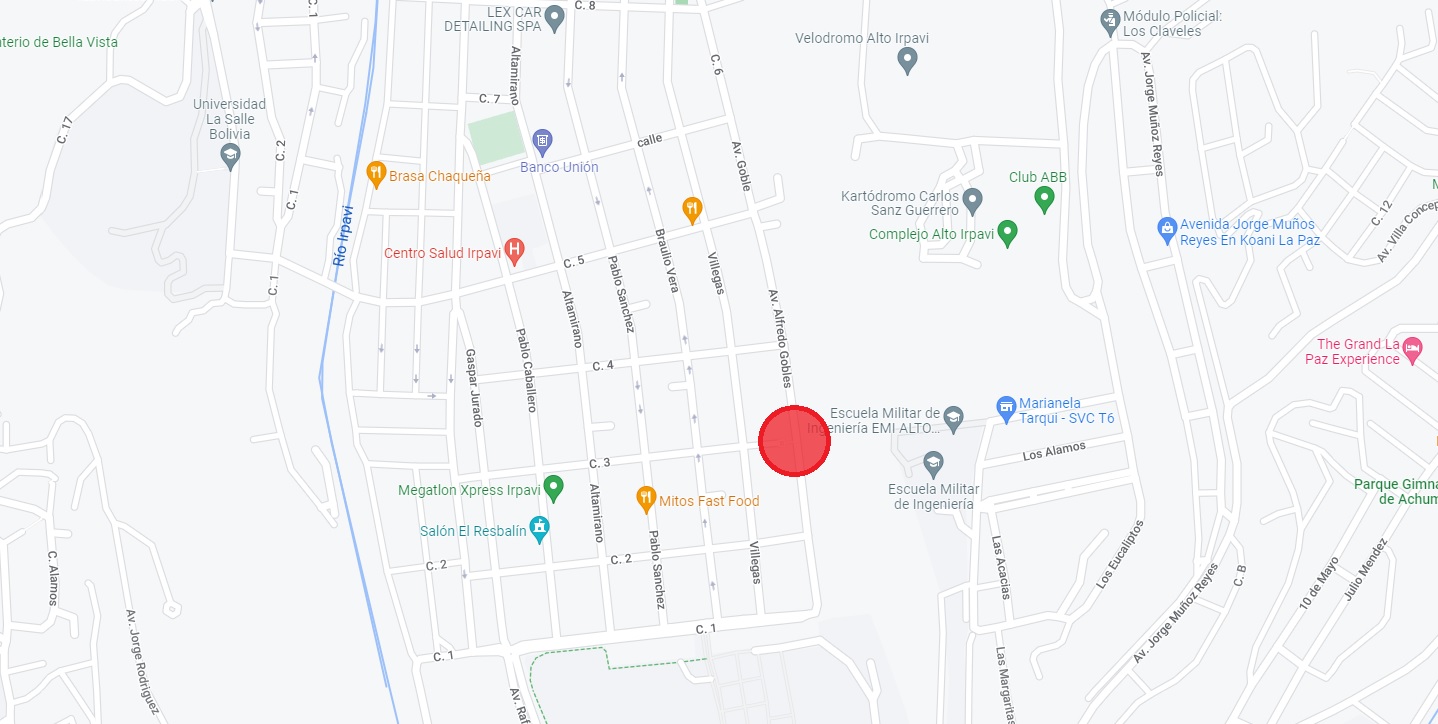 LEX CAR
DETAILING SPA
C. 8
C. 1
Altamirano
C. 6
Velodromo Alto Irpavi
Módulo Policial:
Los Claveles
terio de Bella Vista
Av. Jorge Muñoz Reyes
Universidad
La Salle
Bolivia
C. 7
C. 17
C. 2
calle
Banco Unión
Av. Goble
Brasa Chaqueña
Club ABB
C. 1
Kartódromo Carlos
Sanz Guerrero
C. 12
Río Irpavi
Complejo Alto Irpavi
Avenida Jorge Muños
Reyes En Koani La Paz
Av. Villa Concep
Centro Salud Irpavi
C. 5
Braulio Vera
Villegas
Pablo Sanchez
C. 1
Altamirano
Av. Alfredo Gobles
Gaspar Jurado
Pablo Caballero
C. 4
The Grand La
Paz Experience
Escuela Militar de
Ingeniería EMI ALTO...
Marianela
Tarqui - SVC T6
C. 3
Los Alamos
Megatlon Xpress Irpavi
Mitos Fast Food
Escuela Militar
de Ingeniería
Parque Gimna
de Achum
Altamirano
Salón El Resbalín
C. 2
C. 2
Pablo Sanchez
Villegas
Las Acacias
Los Eucaliptos
C. Alamos
C. B
10 de Mayo
Julio Mendez
Av. Jorge Muñoz Reyes
Av. Jorge Rodriguez
C. 1
C. 1
Las Margaritas
Av. Raf